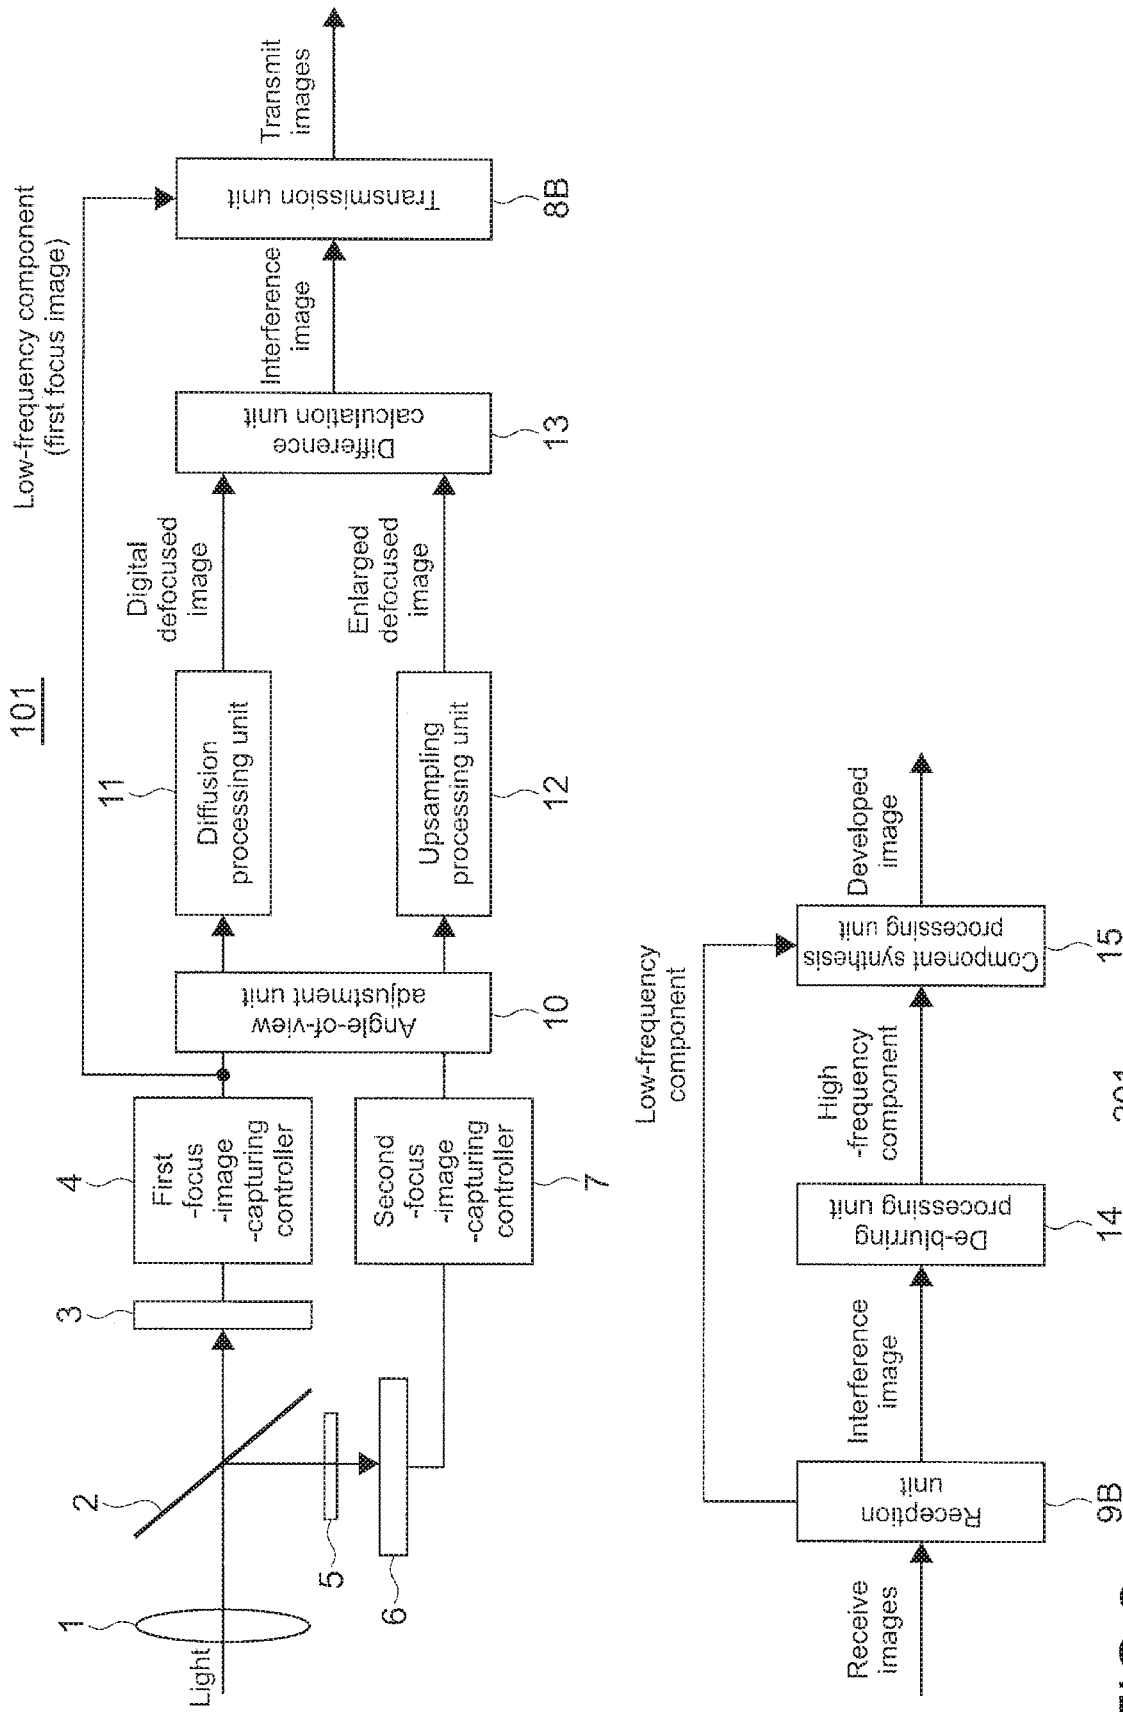 101
Low-frequency component
(first focus image)
Light
1
2
3
4
First
-focus
-image
-capturing
controller
5
6
7
Second
-focus
-image
-capturing
controller
10
Angle-of-view
adjustment unit
11
Diffusion
processing unit
12
Upsampling
processing unit
Digital
defocused
image
Enlarged
defocused
image
13
Difference
calculation unit
Interference
image
8B
Transmission unit
Transmit
images
Receive
images
9B
Reception
unit
Interference
image
Low-frequency
component
14
De-blurring
processing unit
High
-frequency
component
15
Component synthesis
processing unit
Developed
image